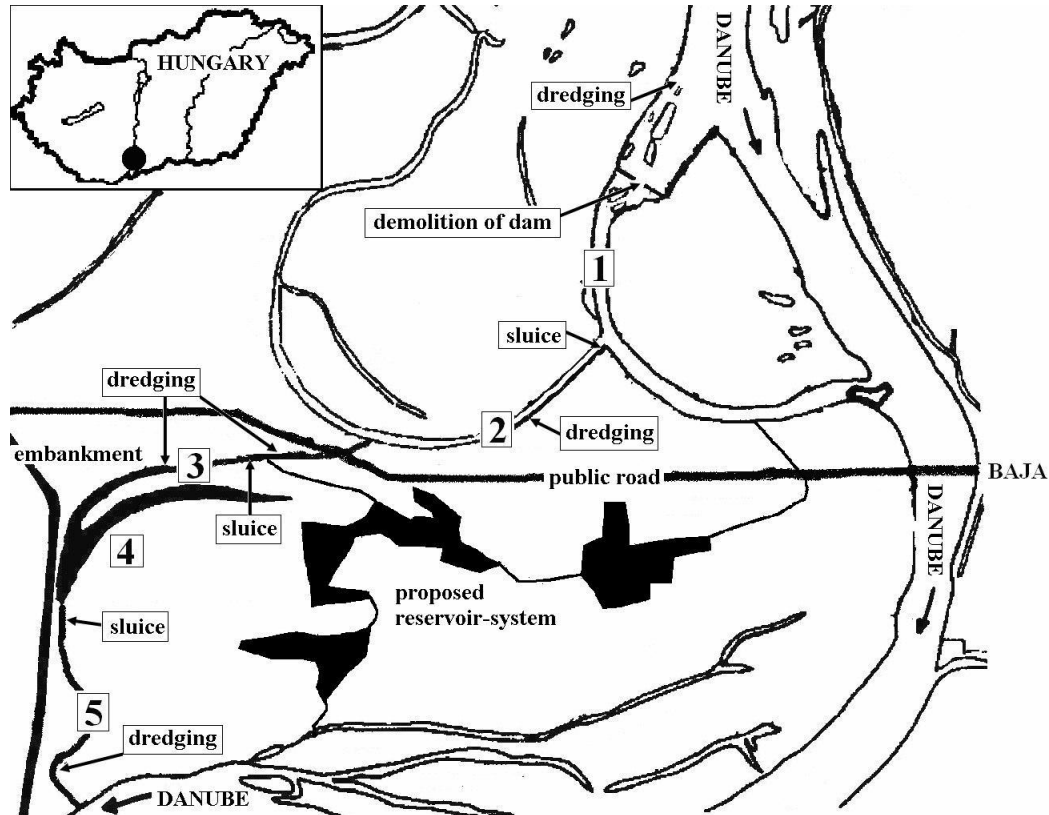 HUNGARY
DANUBE
dredging
demolition of dam
1
sluice
dredging
2
dredging
embankment
3
public road
BAJA
sluice
4
DANUBE
proposed
reservoir-system
sluice
5
dredging
DANUBE